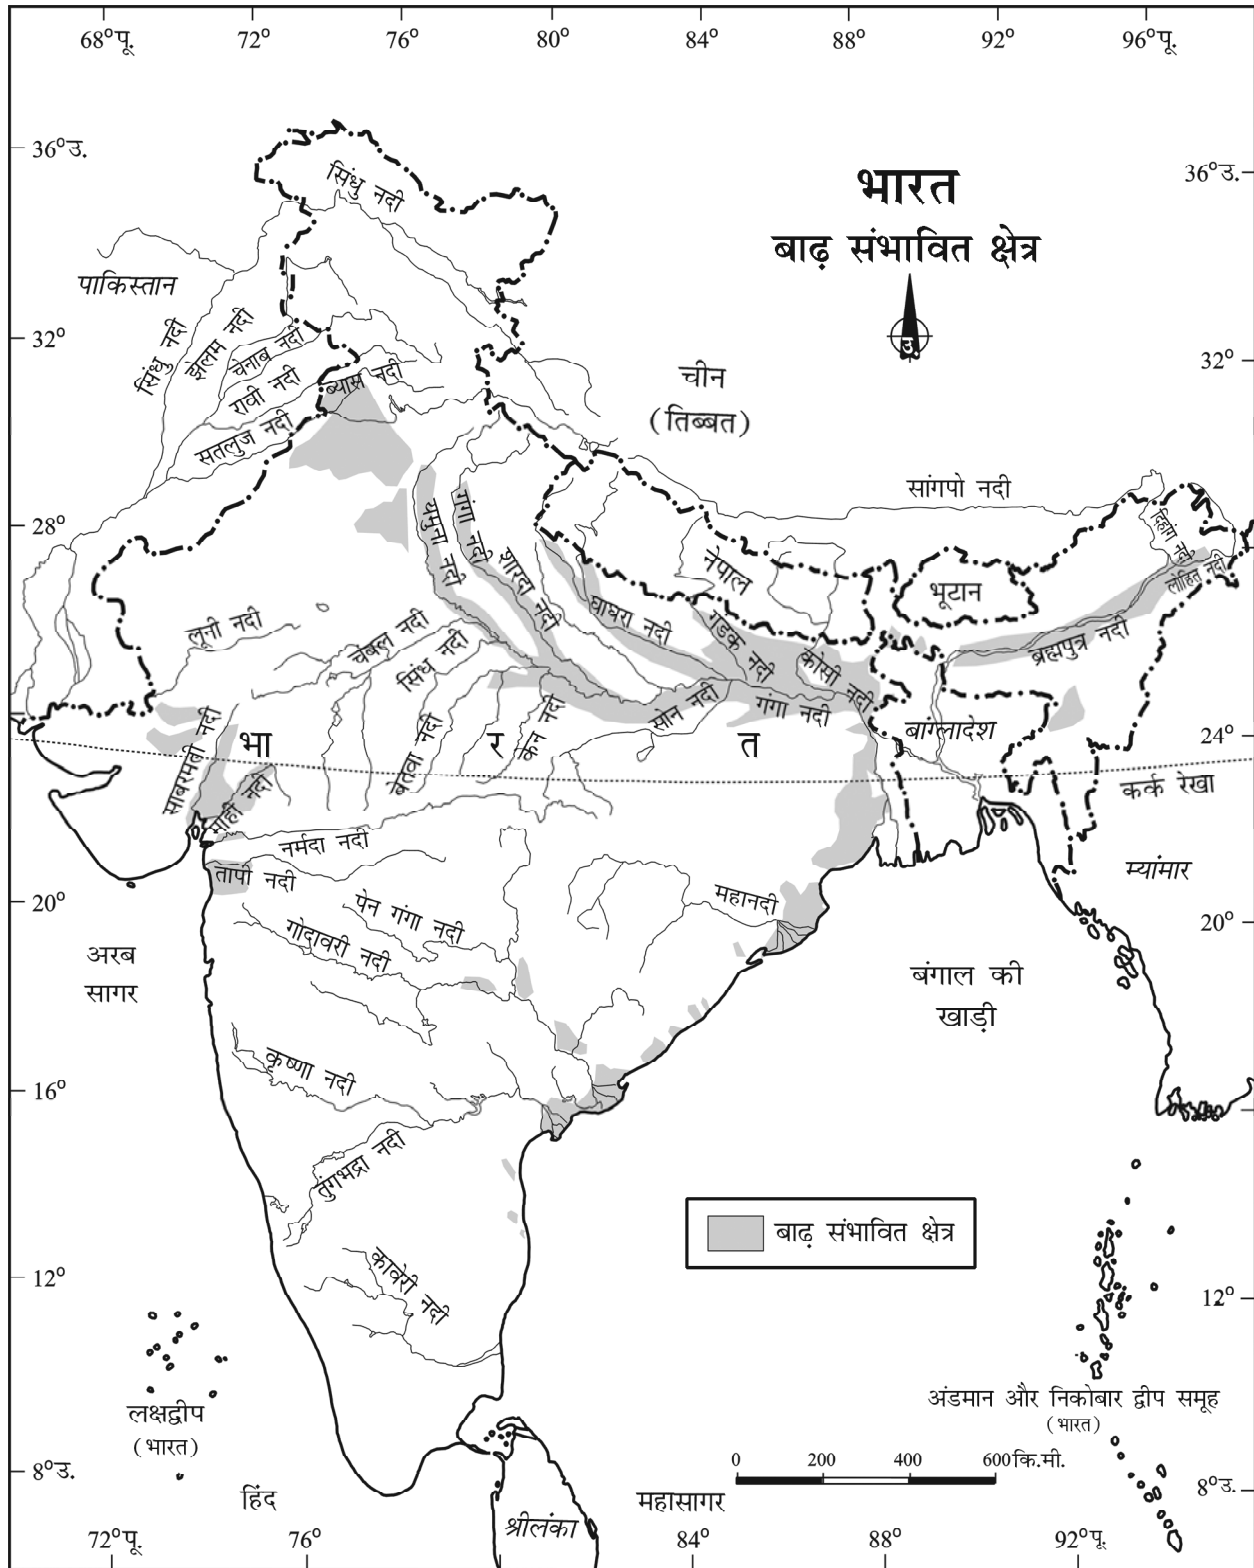 68°पू.
72°
76°
80°
84°
88°
92°
96°पू.
36°उ.
36°उ.
सिंधु नदी
भारत
बाढ़ संभावित क्षेत्र
उ
पाकिस्तान
32°
32°
सिंधु नदी
झेलम नदी
चेनाब नदी
रावी नदी
ब्यास नदी
सतलुज नदी
चीन
(तिब्बत)
सांगपो नदी
28°
यमुना नदी
गंगा नदी
शारदा नदी
दिहांग नदी
लोहित नदी
नेपाल
भूटान
घाघरा नदी
गंडक नदी
कोसी नदी
ब्रह्मपुत्र नदी
लूनी नदी
चंबल नदी
सिंध नदी
सोन नदी
गंगा नदी
बांग्लादेश
साबरमती नदी
माही नदी
बेतवा नदी
केन नदी
भा
र
त
24°
कर्क रेखा
नर्मदा नदी
तापी नदी
म्यांमार
20°
20°
पेन गंगा नदी
गोदावरी नदी
महानदी
अरब
सागर
बंगाल की
खाड़ी
16°
कृष्णा नदी
तुंगभद्रा नदी
बाढ़ संभावित क्षेत्र
12°
12°
कावेरी नदी
लक्षद्वीप
(भारत)
अंडमान और निकोबार द्वीप समूह
(भारत)
0
200
400
600 कि.मी.
8°उ.
8°उ.
हिंद
महासागर
श्रीलंका
72°पू.
76°
84°
88°
92°पू.